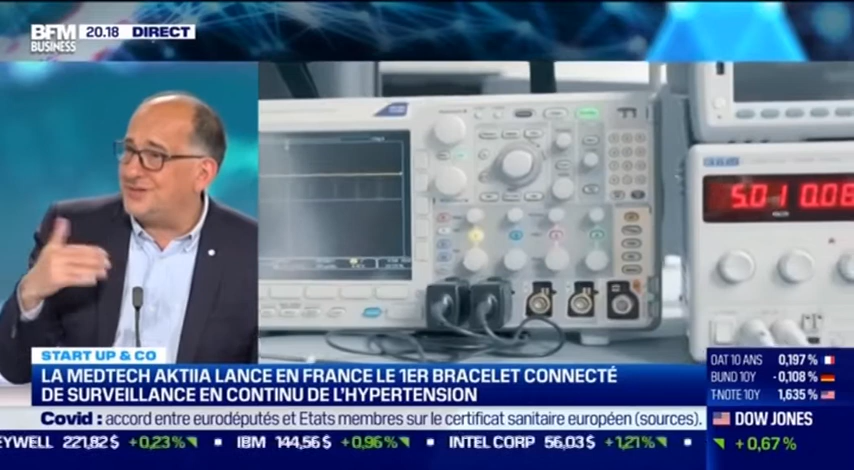 BFM 20.18 DIRECT
BUSINESS
5.01 0.08
START UP & CO
LA MEDTECH AKTIIA LANCE EN FRANCE LE 1ER BRACELET CONNECTÉ
DE SURVEILLANCE EN CONTINU DE L'HYPERTENSION
OAT 10 ANS 0,197 %
BUND 10Y -0,108 %
T-NOTE 10Y 1,635 %
Covid : accord entre eurodéputés et Etats membres sur le certificat sanitaire européen (sources).
DOW JONES
+0,67 %
EYWELL 221,82 $ +0,23% IBM 144,56 $ +0,96% INTEL CORP 56,03 $ +1,21%